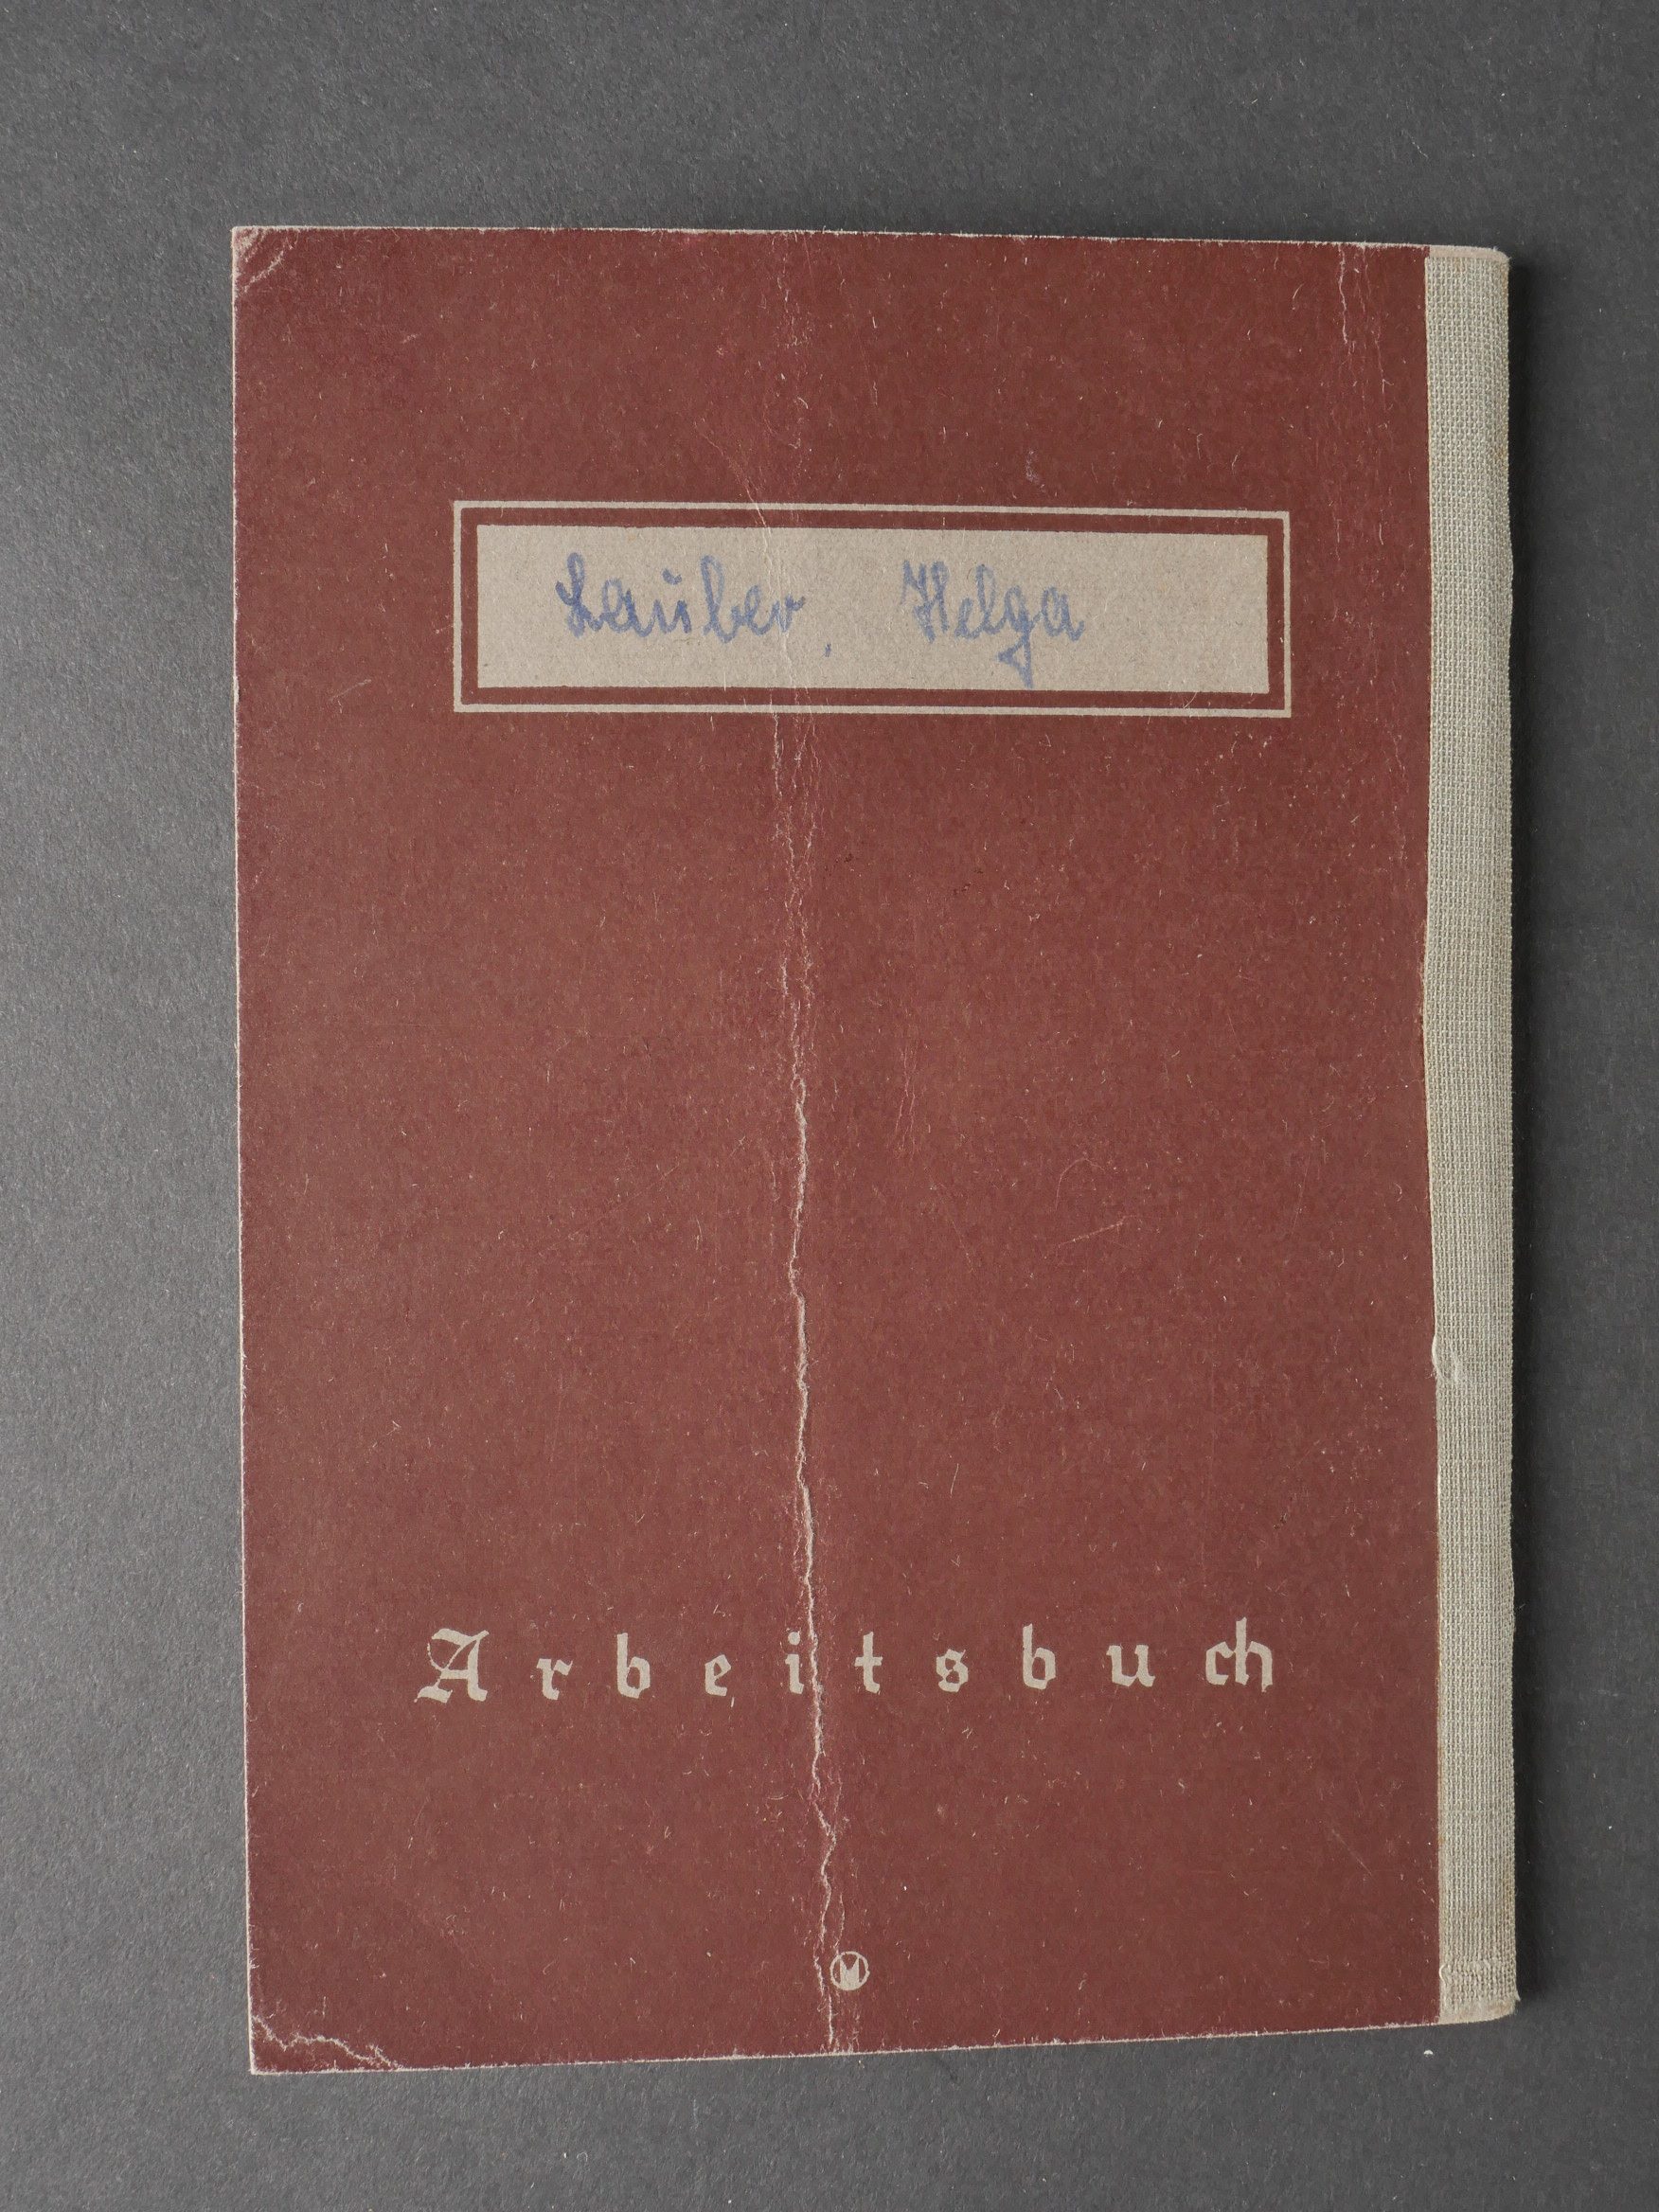 Lauber, Helga
Arbeitsbuch